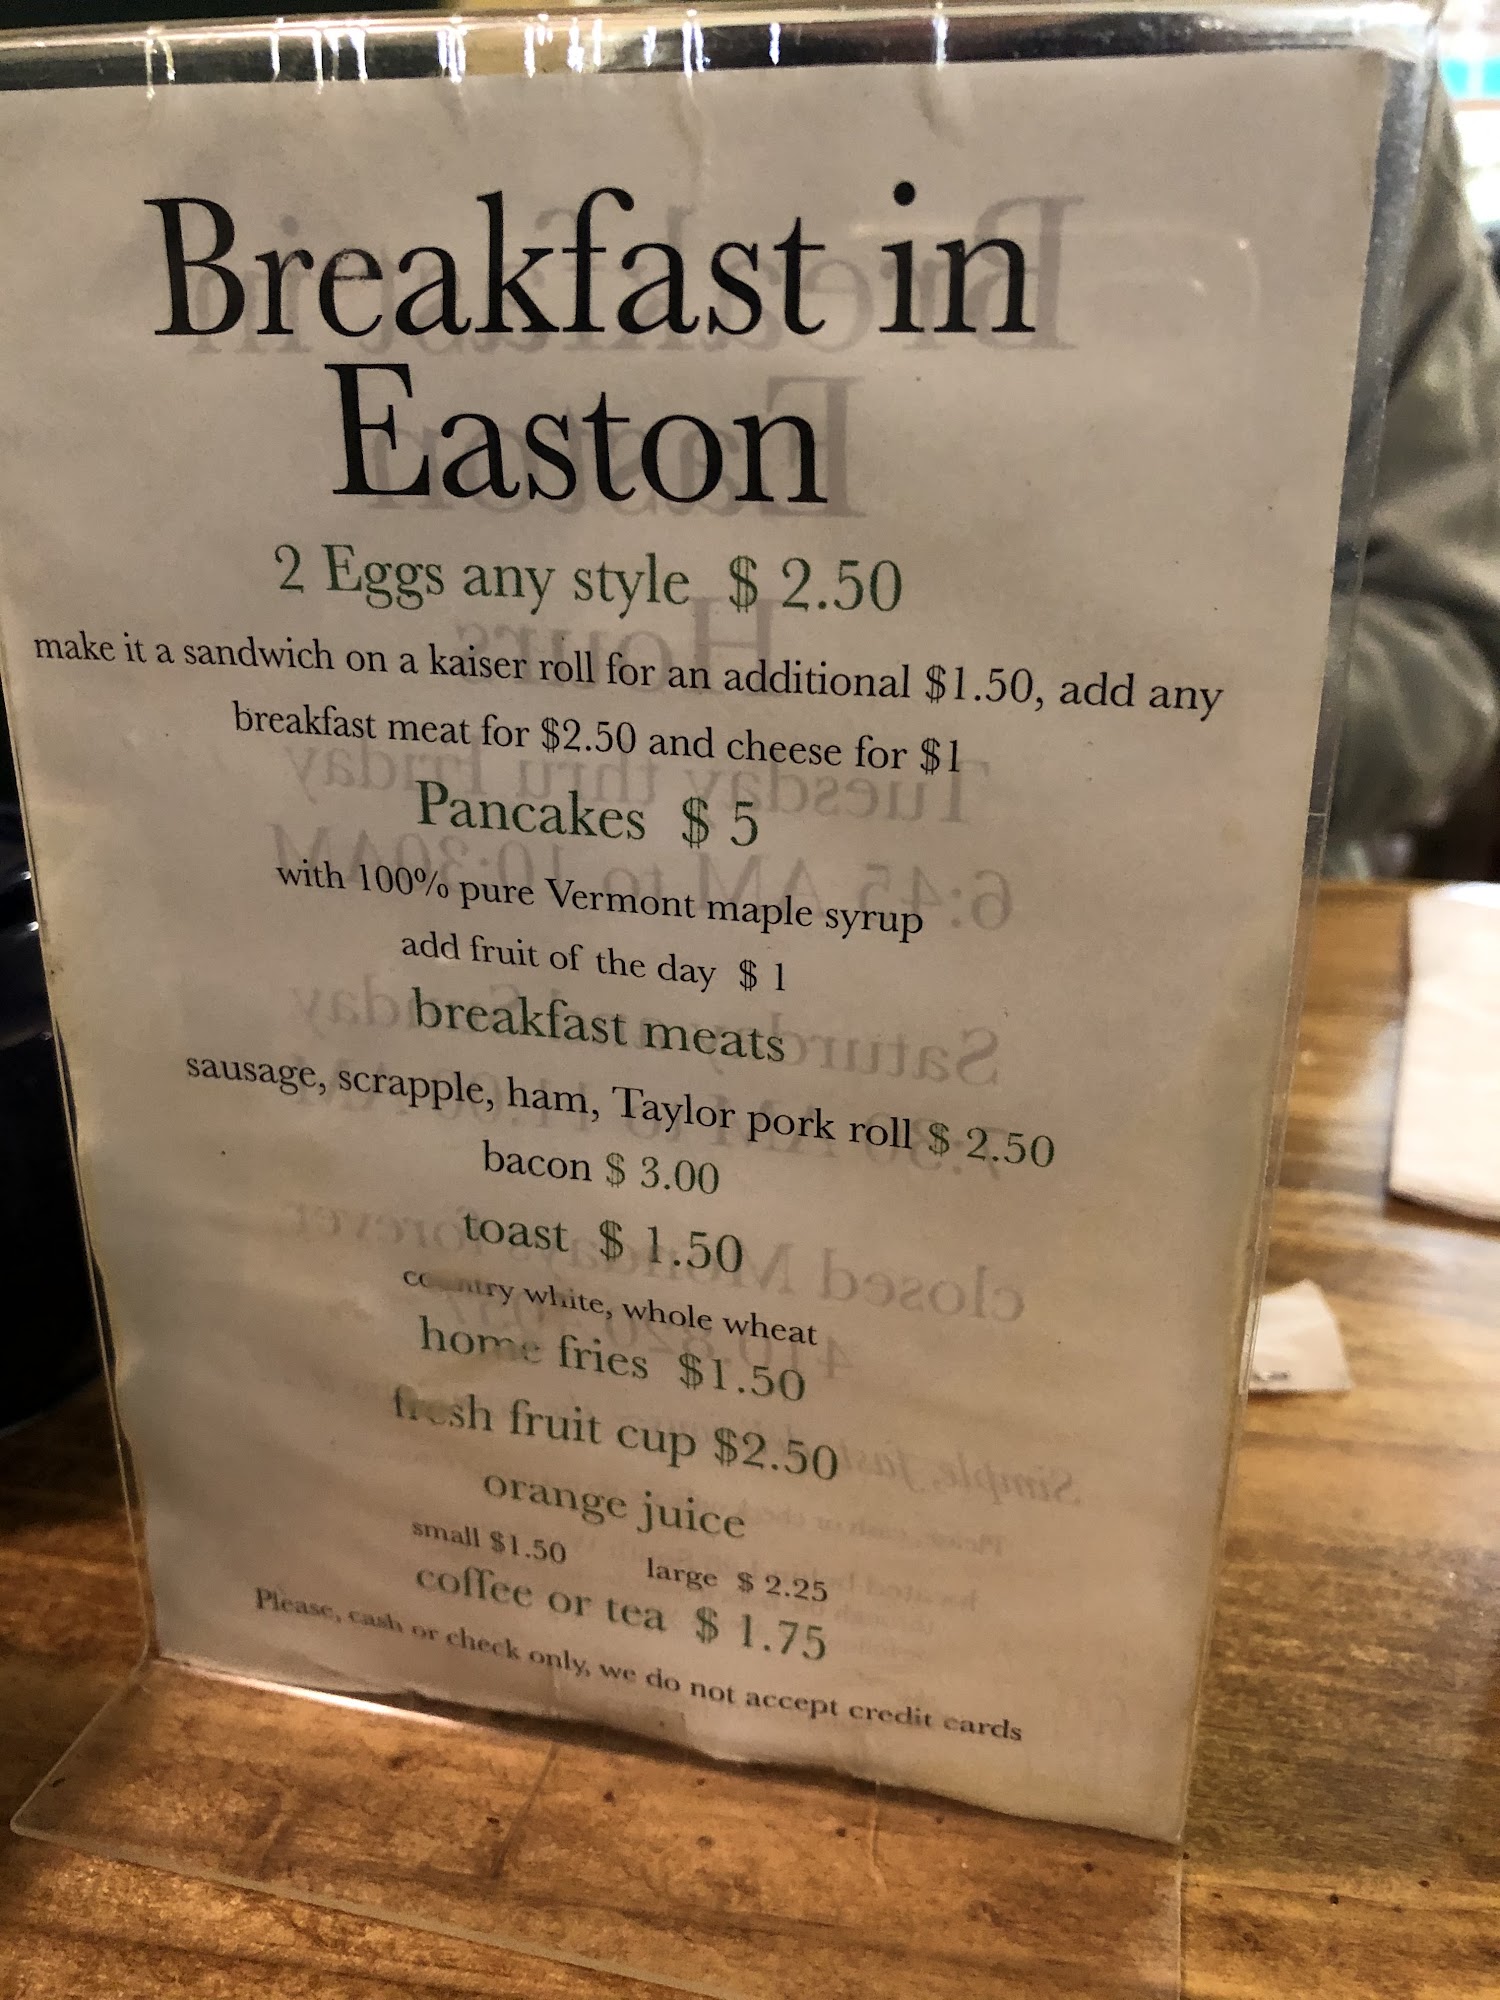 Breakfast in
Easton
2 Eggs any style $ 2.50
make it a sandwich on a kaiser roll for an additional $1.50, add any
breakfast meat for $2.50 and cheese for $1
Pancakes $ 5
with 100% pure Vermont maple syrup
add fruit of the day $ 1
breakfast meats
sausage, scrapple, ham, Taylor pork roll $ 2.50
bacon $ 3.00
toast $ 1.50
country white, whole wheat
home fries $1.50
fresh fruit cup $2.50
orange juice
small $1.50 large $ 2.25
coffee or tea $ 1.75
Please, cash or check only, we do not accept credit cards